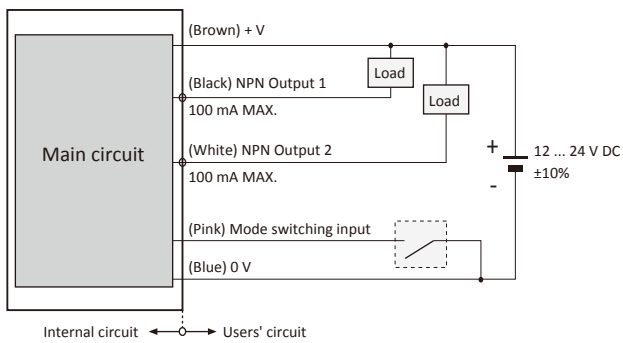 (Brown) + V
(Black) NPN Output 1
Load
100 mA MAX.
Load
Main circuit
(White) NPN Output 2
100 mA MAX.
+
12 ... 24 V DC
±10%
-
(Pink) Mode switching input
(Blue) 0 V
Internal circuit
Users' circuit